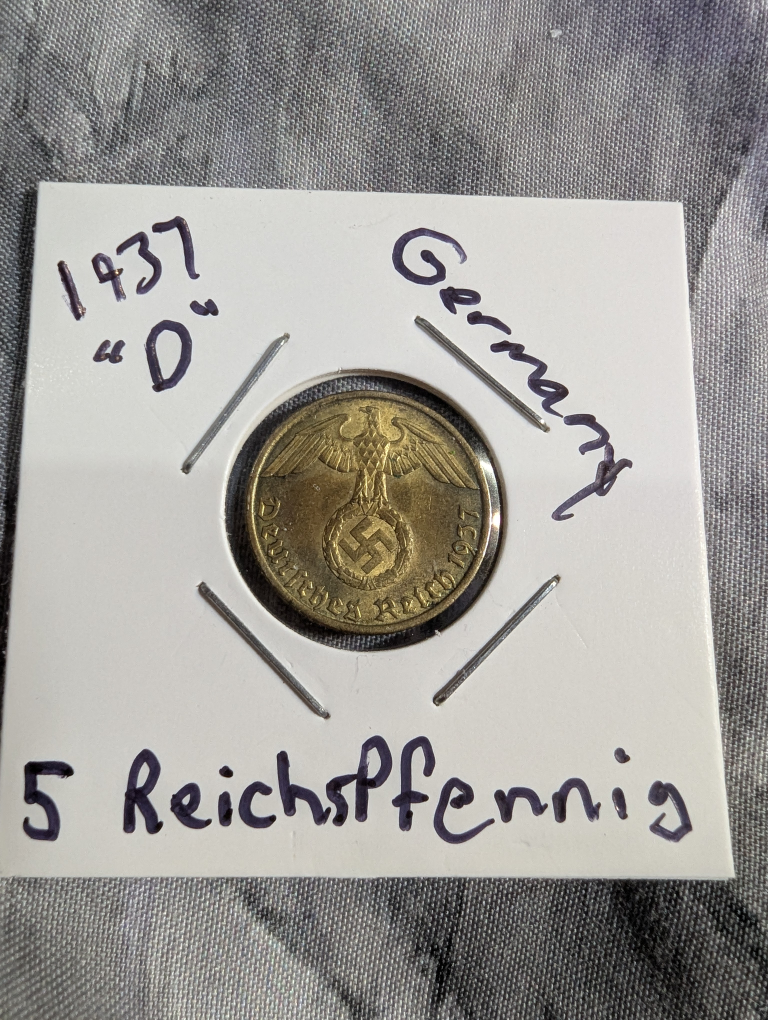 1937
"D"
Germany
Deutsches Reich 1937
5 Reichspfennig